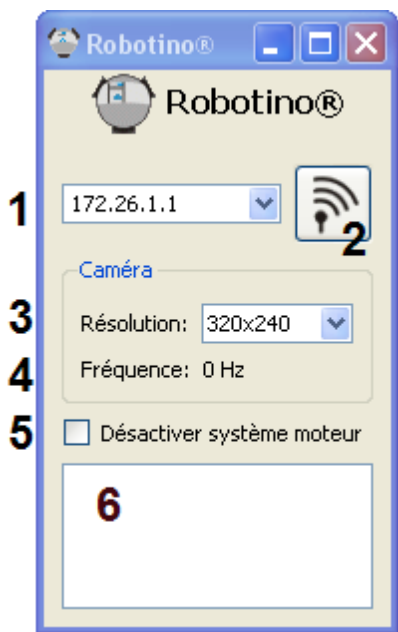 Robotino®
Robotino®
1 172.26.1.1 2
Caméra
3 Résolution: 320x240
4 Fréquence: 0 Hz
5 Désactiver système moteur
6